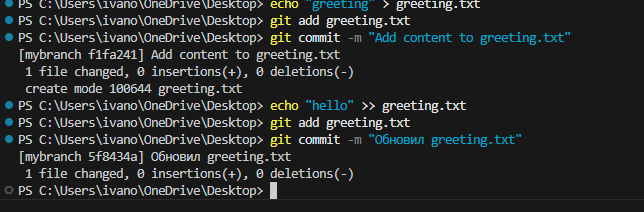 PS C:\Users\ivano\OneDrive\Desktop> echo "greeting" > greeting.txt
PS C:\Users\ivano\OneDrive\Desktop> git add greeting.txt
PS C:\Users\ivano\OneDrive\Desktop> git commit -m "Add content to greeting.txt"
[mybranch f1fa241] Add content to greeting.txt
1 file changed, 0 insertions(+), 0 deletions(-)
create mode 100644 greeting.txt
PS C:\Users\ivano\OneDrive\Desktop> echo "hello" >> greeting.txt
PS C:\Users\ivano\OneDrive\Desktop> git add greeting.txt
PS C:\Users\ivano\OneDrive\Desktop> git commit -m "Обновил greeting.txt"
[mybranch 5f8434a] Обновил greeting.txt
1 file changed, 0 insertions(+), 0 deletions(-)
PS C:\Users\ivano\OneDrive\Desktop>